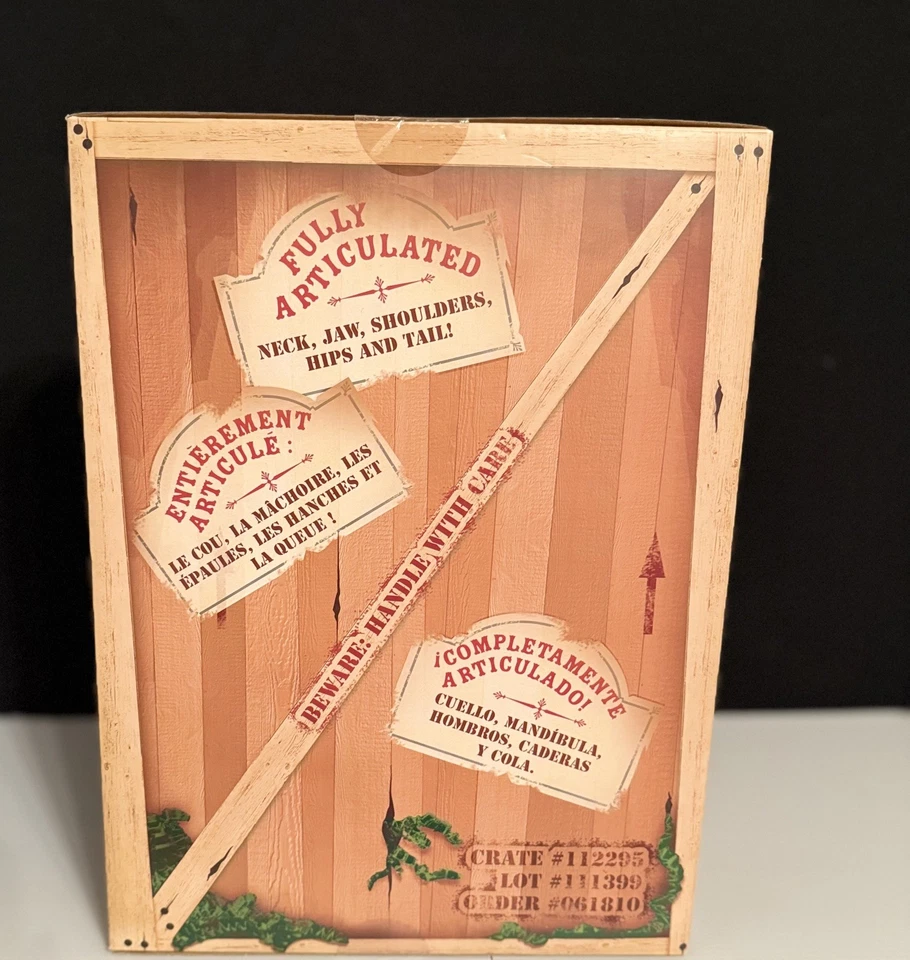 FULLY
ARTICULATED
NECK, JAW, SHOULDERS,
HIPS AND TAIL!
ENTIÈREMENT
ARTICULÉ :
LE COU, LA MÂCHOIRE, LES
ÉPAULES, LES HANCHES ET
LA QUEUE !
BEWARE: HANDLE WITH CARE
¡COMPLETAMENTE
ARTICULADO!
CUELLO, MANDÍBULA,
HOMBROS, CADERAS
Y COLA.
CRATE #112295
LOT #111399
ORDER #061810